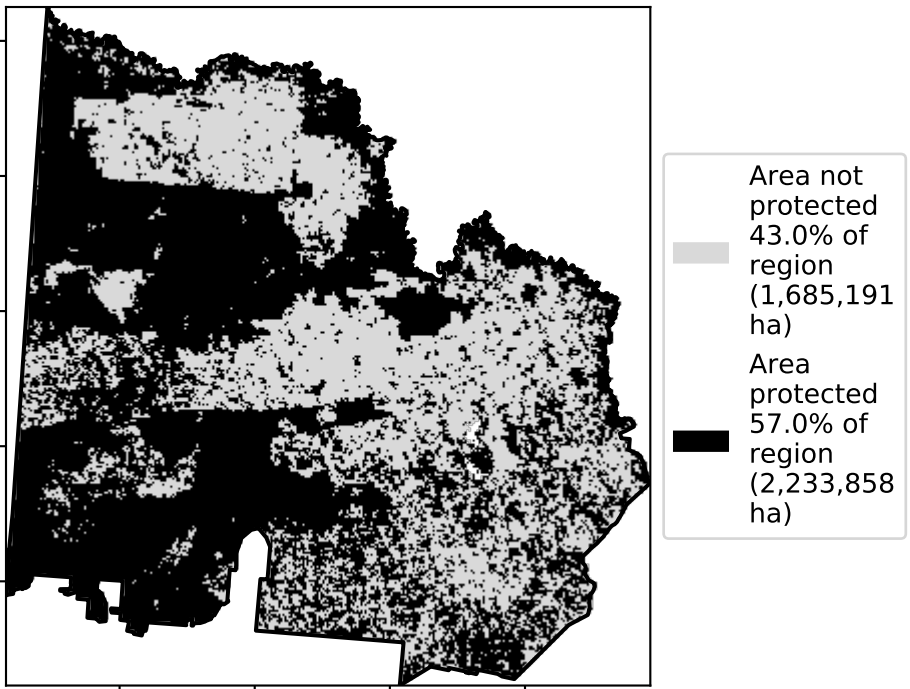 Area not
protected
43.0% of
region
(1,685,191
ha)
Area
protected
57.0% of
region
(2,233,858
ha)